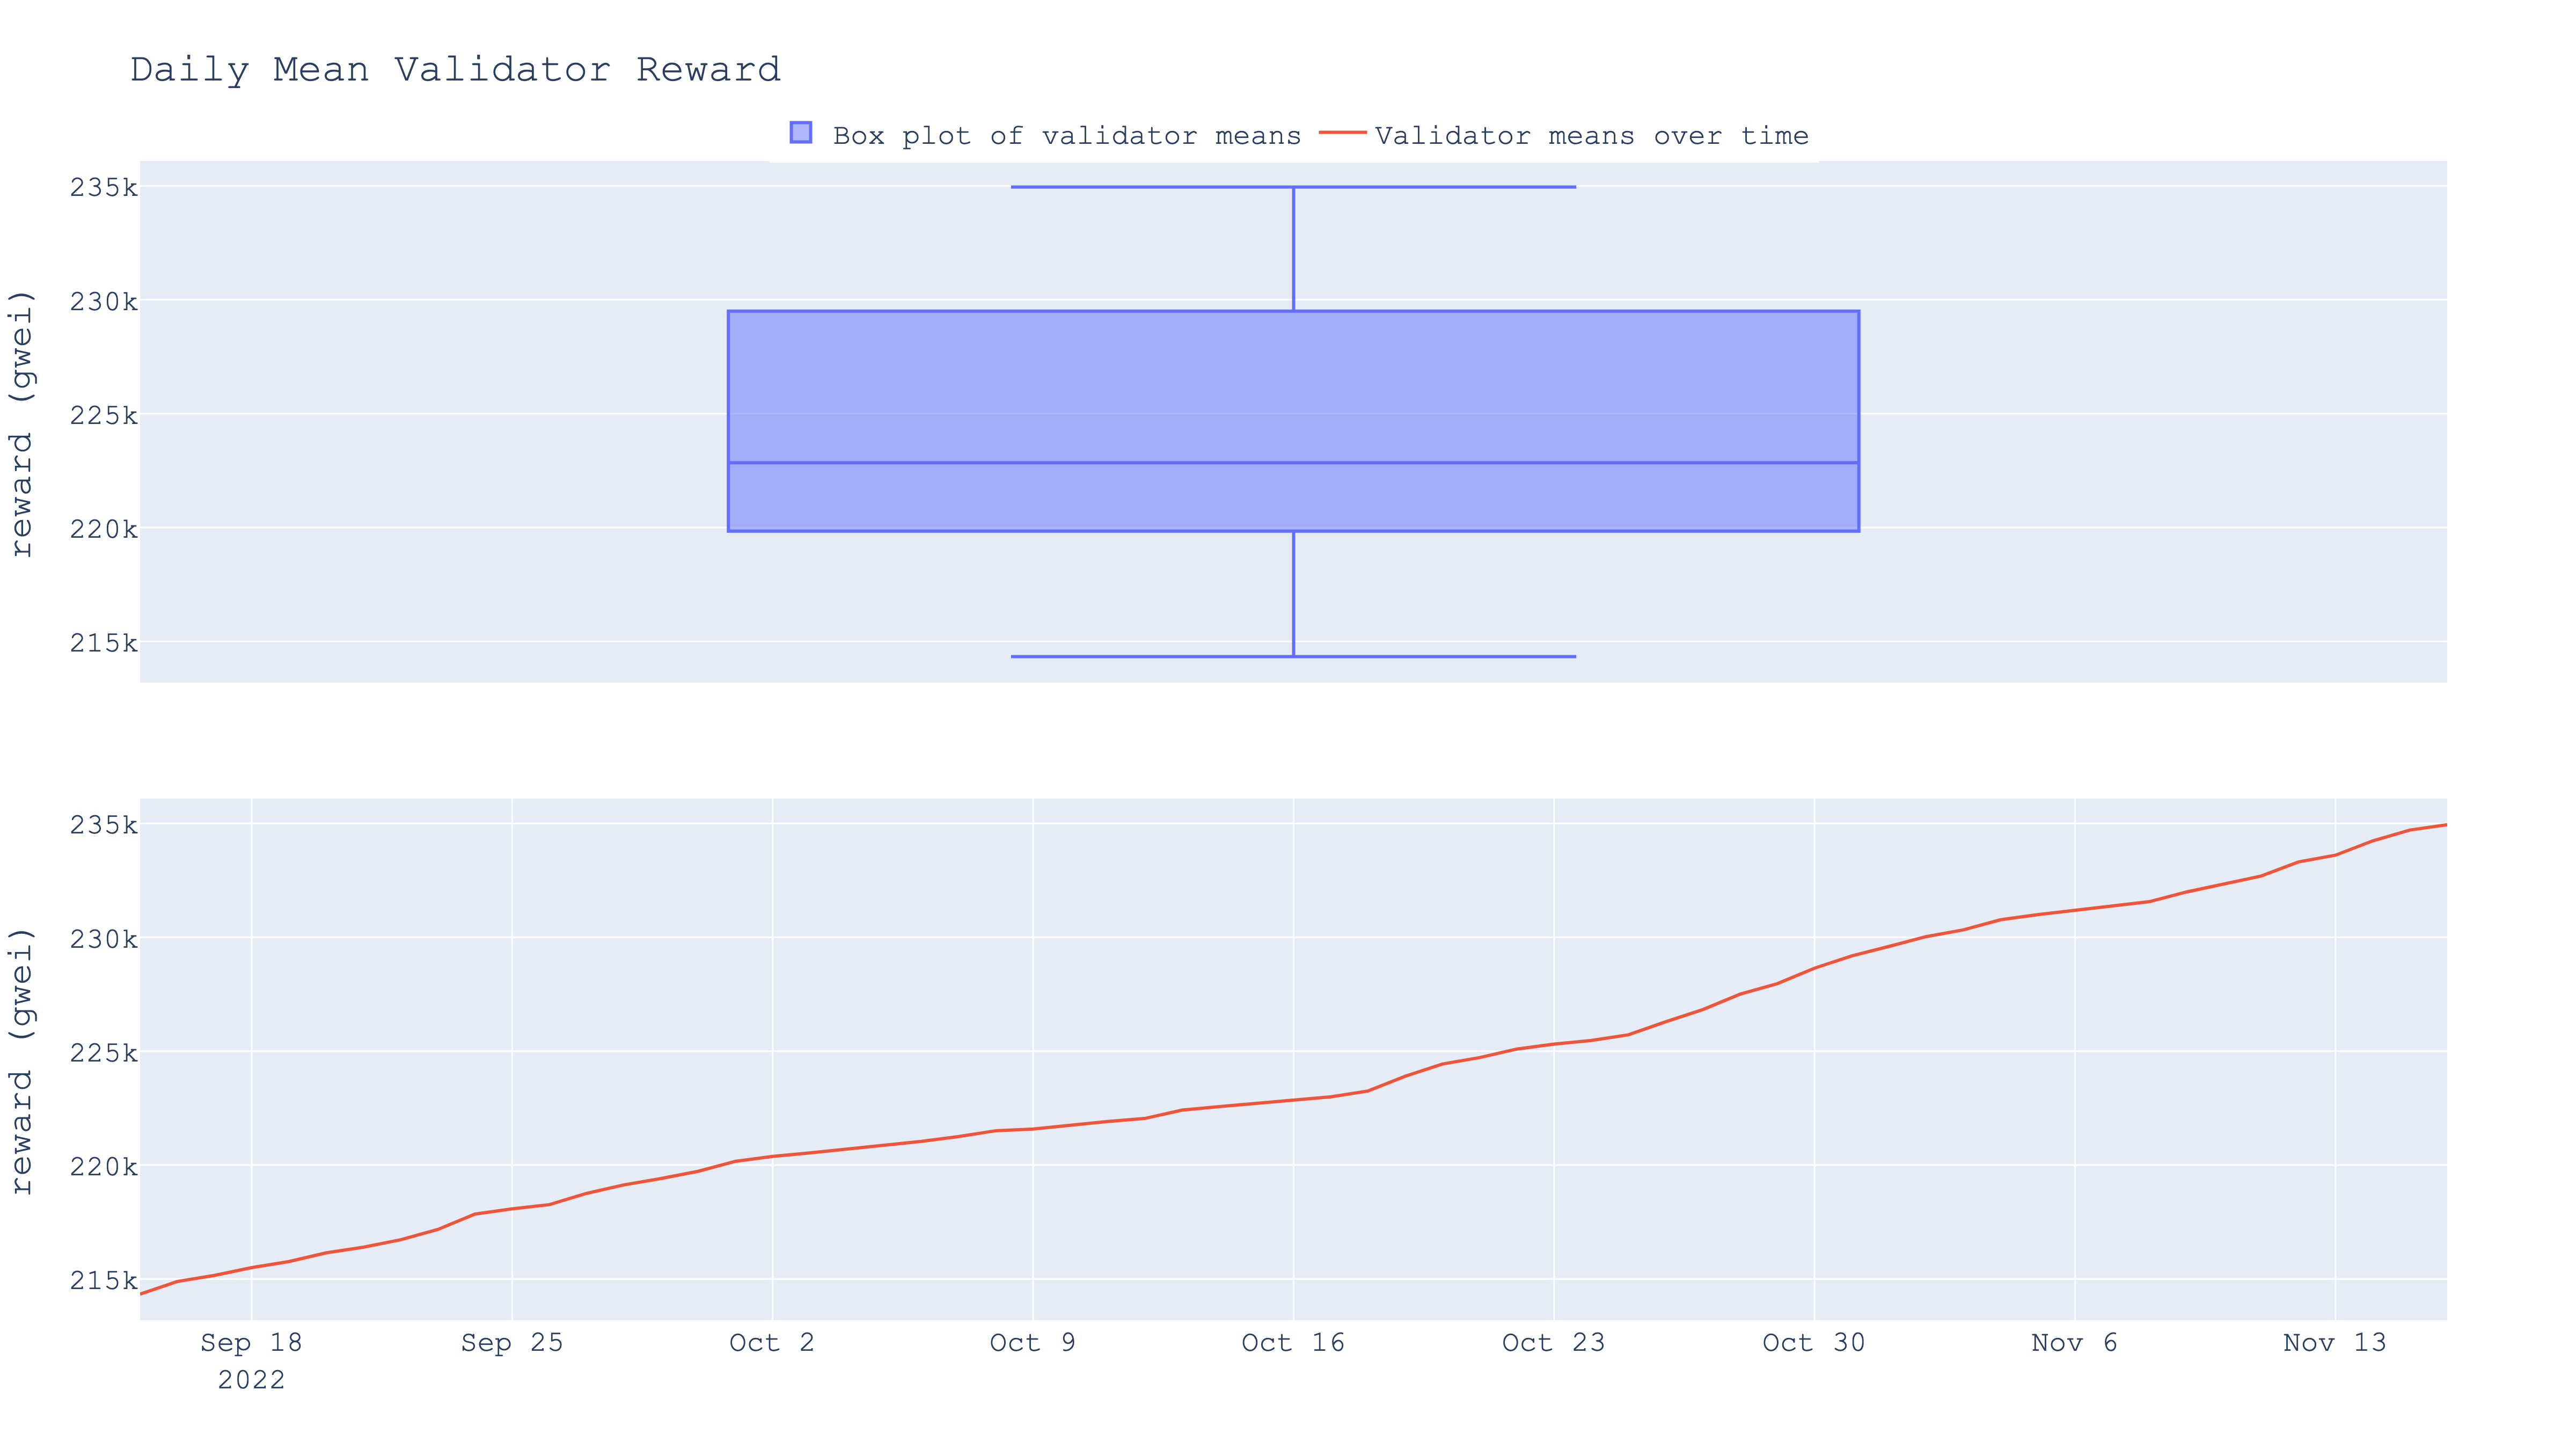 Daily Mean Validator Reward
Box plot of validator means
Validator means over time
235k
230k
225k
220k
215k
reward (gwei)
235k
230k
225k
220k
215k
reward (gwei)
Sep 18 Sep 25 Oct 2 Oct 9 Oct 16 Oct 23 Oct 30 Nov 6 Nov 13
2022